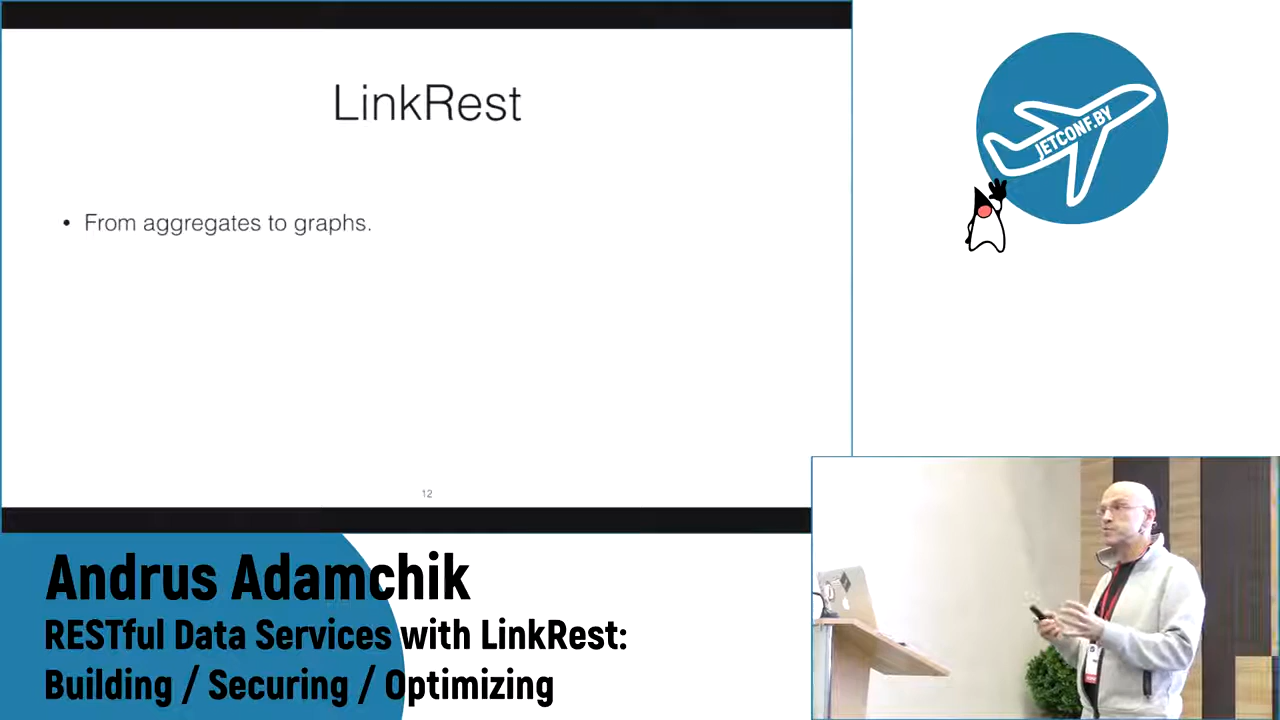 LinkRest
• From aggregates to graphs.
12
JETCONF.BY
Andrus Adamchik
RESTful Data Services with LinkRest:
Building / Securing / Optimizing